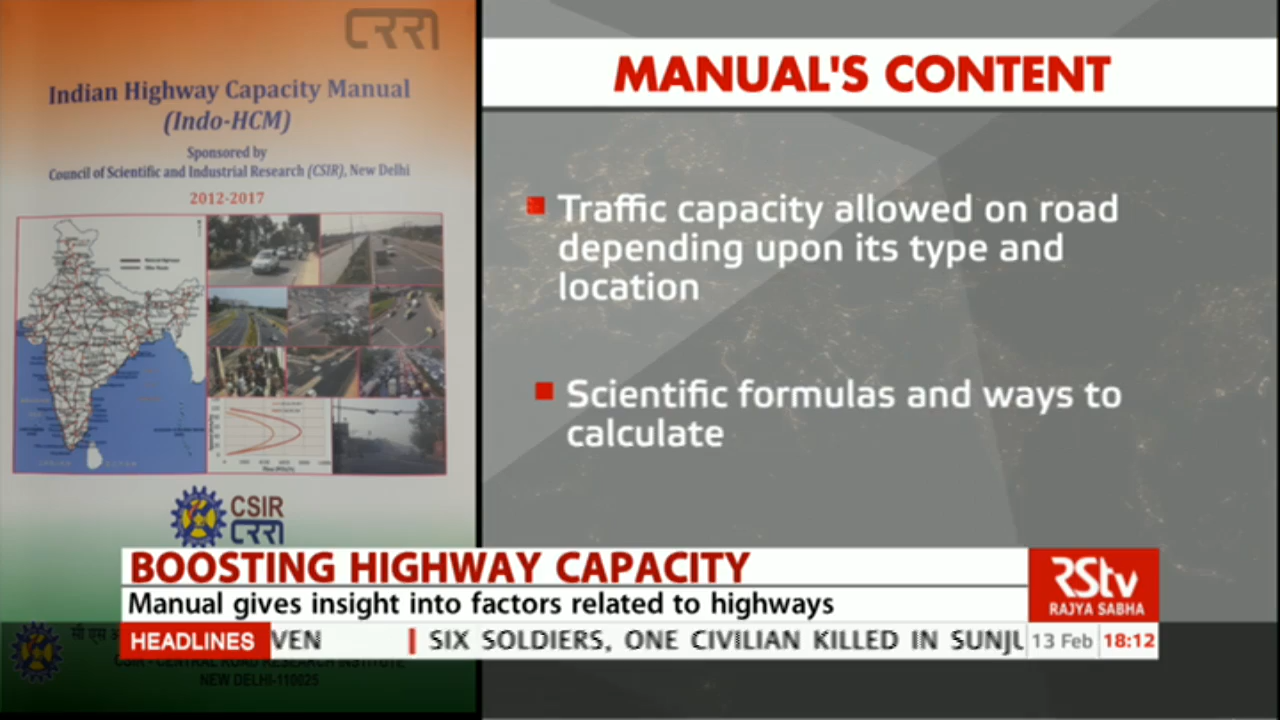 CRRI
Indian Highway Capacity Manual
(Indo-HCM)
Sponsored by
Council of Scientific and Industrial Research (CSIR), New Delhi
2012-2017
CSIR
CRRI
MANUAL'S CONTENT
Traffic capacity allowed on road
depending upon its type and
location
Scientific formulas and ways to
calculate
BOOSTING HIGHWAY CAPACITY
Manual gives insight into factors related to highways
RStv
RAJYA SABHA
HEADLINES VEN | SIX SOLDIERS, ONE CIVILIAN KILLED IN SUNJU 13 Feb 18:12
CSIR - CENTRAL ROAD RESEARCH INSTITUTE
NEW DELHI-110025